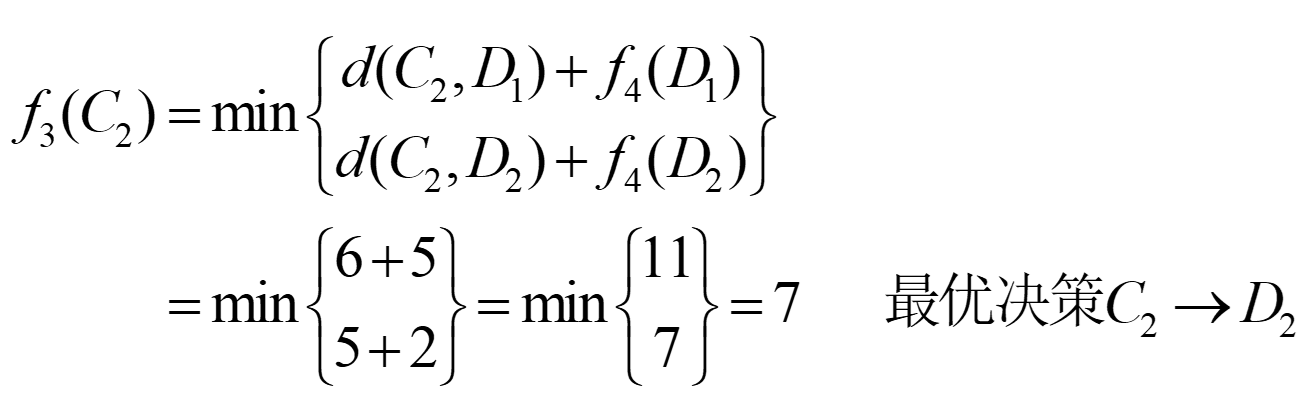 f₃(C₂) = min { d(C₂, D₁) + f₄(D₁)
d(C₂, D₂) + f₄(D₂) }
= min { 6+5
5+2 } = min { 11
7 } = 7 最优决策C₂ → D₂